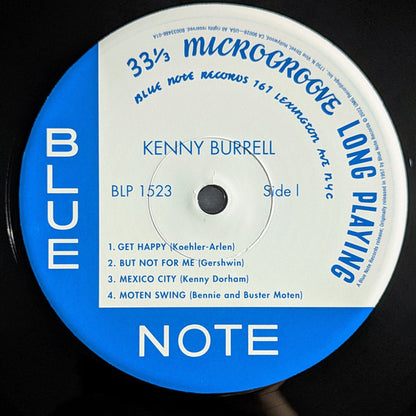 33⅓ MICROGROOVE LONG PLAYING
BLUE NOTE RECORDS 767 LEXINGTON AVE N.Y.C
KENNY BURRELL
BLP 1523 Side I
1. GET HAPPY (Koehler-Arlen)
2. BUT NOT FOR ME (Gershwin)
3. MEXICO CITY (Kenny Dorham)
4. MOTEN SWING (Bennie and Buster Moten)
BLUE
NOTE